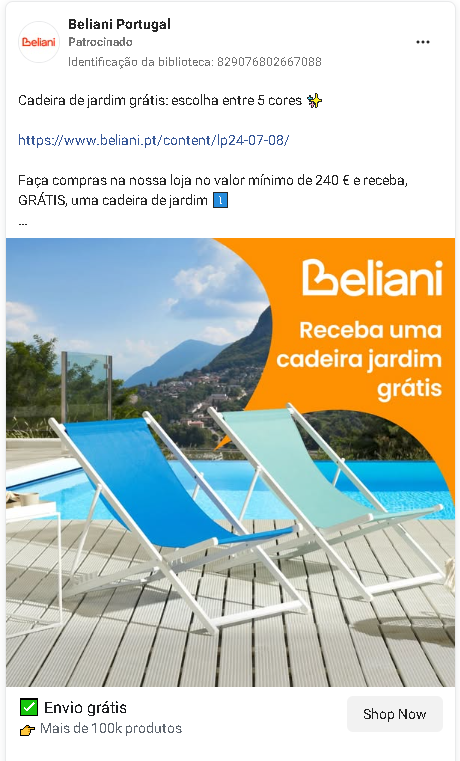 Beliani
Beliani Portugal
Patrocinado
Identificação da biblioteca: 829076802667088
Cadeira de jardim grátis: escolha entre 5 cores ✨
https://www.beliani.pt/content/lp24-07-08/
Faça compras na nossa loja no valor mínimo de 240 € e receba,
GRÁTIS, uma cadeira de jardim ℹ️
...
Beliani
Receba uma
cadeira jardim
grátis
✅ Envio grátis
👉 Mais de 100k produtos
Shop Now